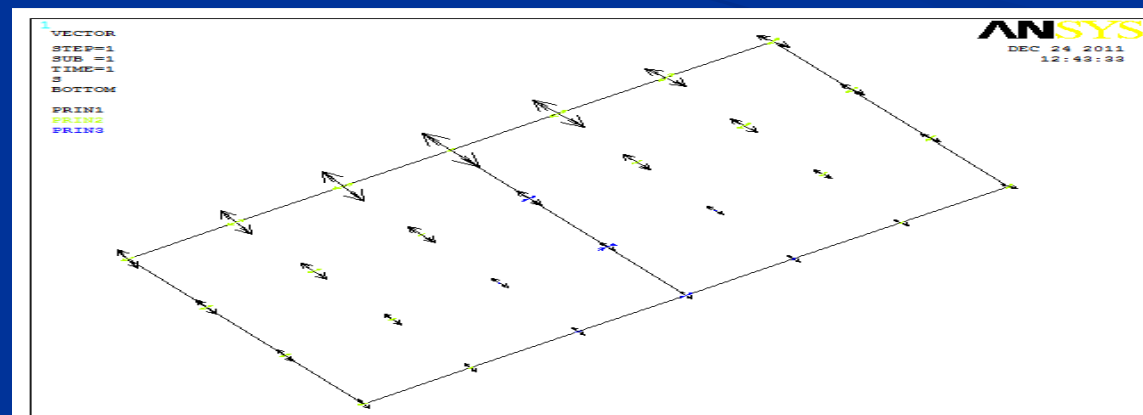 1
VECTOR
STEP=1
SUB =1
TIME=1
S
BOTTOM
PRIN1
PRIN2
PRIN3
ANSYS
DEC 24 2011
12:43:33